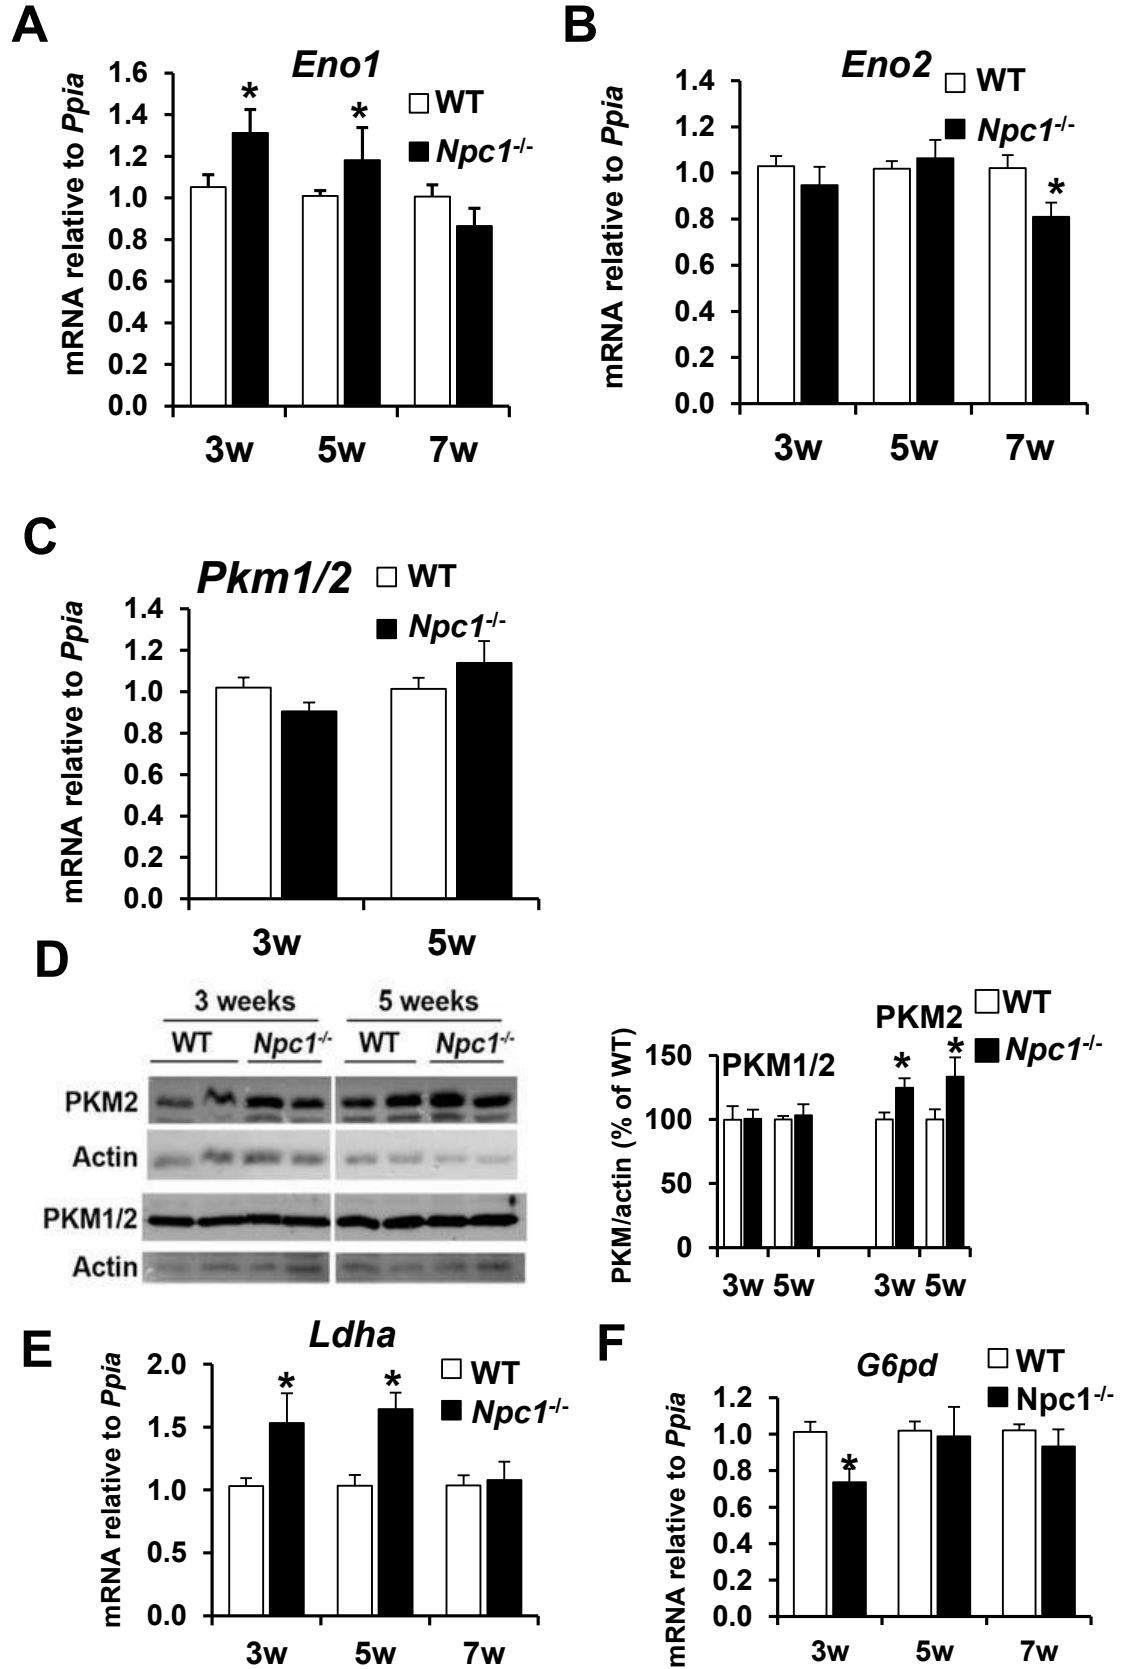 A
Eno1
mRNA relative to Ppia
1.6
1.4
1.2
1.0
0.8
0.6
0.4
0.2
0.0
*
*
WT
Npc1-/-
3w 5w 7w
B
Eno2
mRNA relative to Ppia
1.4
1.2
1.0
0.8
0.6
0.4
0.2
0.0
WT
Npc1-/-
*
3w 5w 7w
C
Pkm1/2
mRNA relative to Ppia
1.4
1.2
1.0
0.8
0.6
0.4
0.2
0.0
WT
Npc1-/-
3w 5w
D
3 weeks 5 weeks
WT Npc1-/- WT Npc1-/-
PKM2
Actin
PKM1/2
Actin
PKM/actin (% of WT)
150
100
50
0
PKM1/2
PKM2
* *
WT
Npc1-/-
3w 5w 3w 5w
E
Ldha
mRNA relative to Ppia
2.0
1.5
1.0
0.5
0.0
* *
WT
Npc1-/-
3w 5w 7w
F
G6pd
mRNA relative to Ppia
1.2
1.0
0.8
0.6
0.4
0.2
0.0
*
WT
Npc1-/-
3w 5w 7w